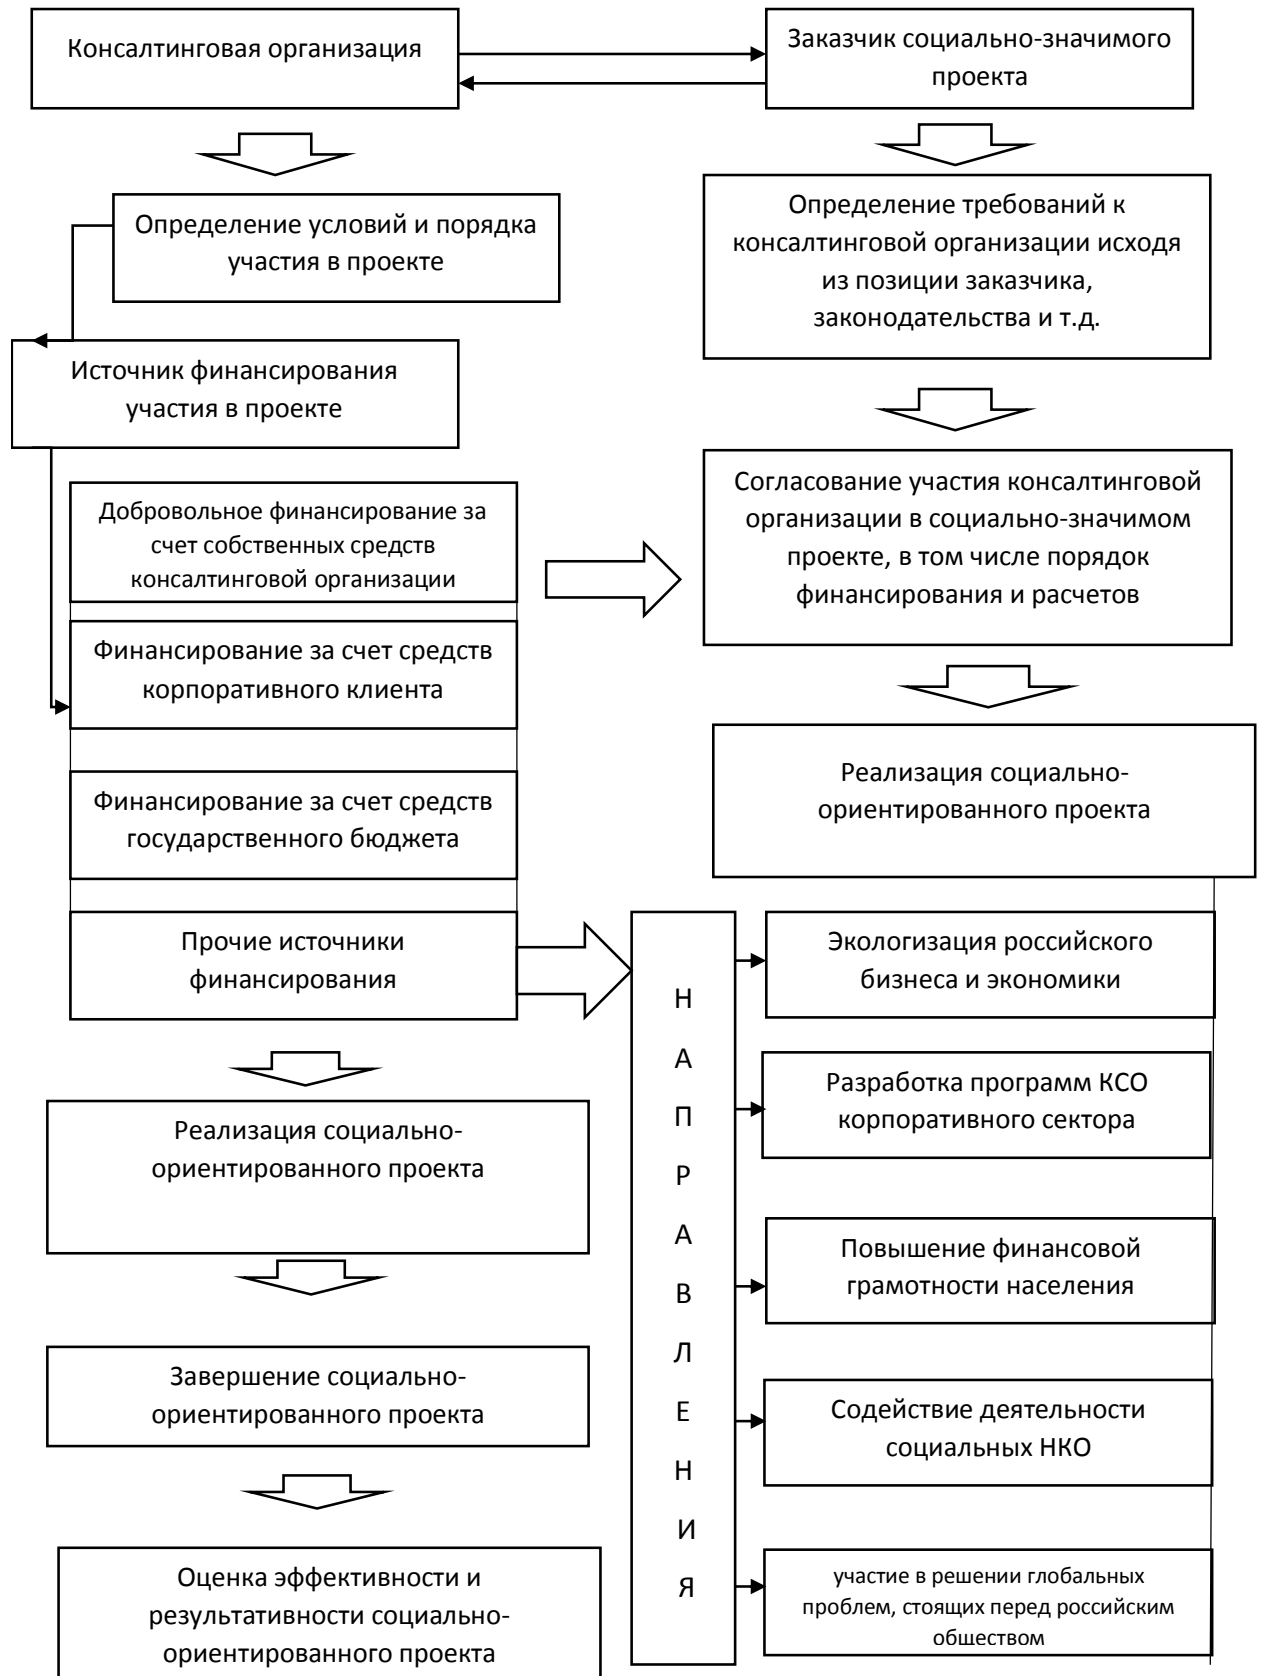 Консалтинговая организация
Заказчик социально-значимого
проекта
Определение условий и порядка
участия в проекте
Определение требований к
консалтинговой организации исходя
из позиции заказчика,
законодательства и т.д.
Источник финансирования
участия в проекте
Добровольное финансирование за
счет собственных средств
консалтинговой организации
Согласование участия консалтинговой
организации в социально-значимом
проекте, в том числе порядок
финансирования и расчетов
Финансирование за счет средств
корпоративного клиента
Финансирование за счет средств
государственного бюджета
Реализация социально-
ориентированного проекта
Прочие источники
финансирования
Н
А
П
Р
А
В
Л
Е
Н
И
Я
Экологизация российского
бизнеса и экономики
Разработка программ КСО
корпоративного сектора
Повышение финансовой
грамотности населения
Содействие деятельности
социальных НКО
участие в решении глобальных
проблем, стоящих перед российским
обществом
Реализация социально-
ориентированного проекта
Завершение социально-
ориентированного проекта
Оценка эффективности и
результативности социально-
ориентированного проекта